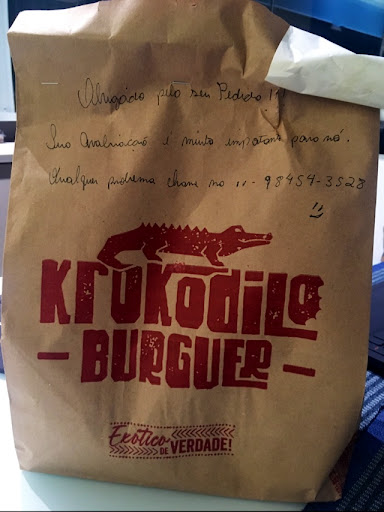 Obrigado pelo seu Pedido!!
Sua Avaliação é muito importante para nós.
Qualquer problema chame no 11-98454-3528
KROKODILO
- BURGUER -
Exótico
DE VERDADE!